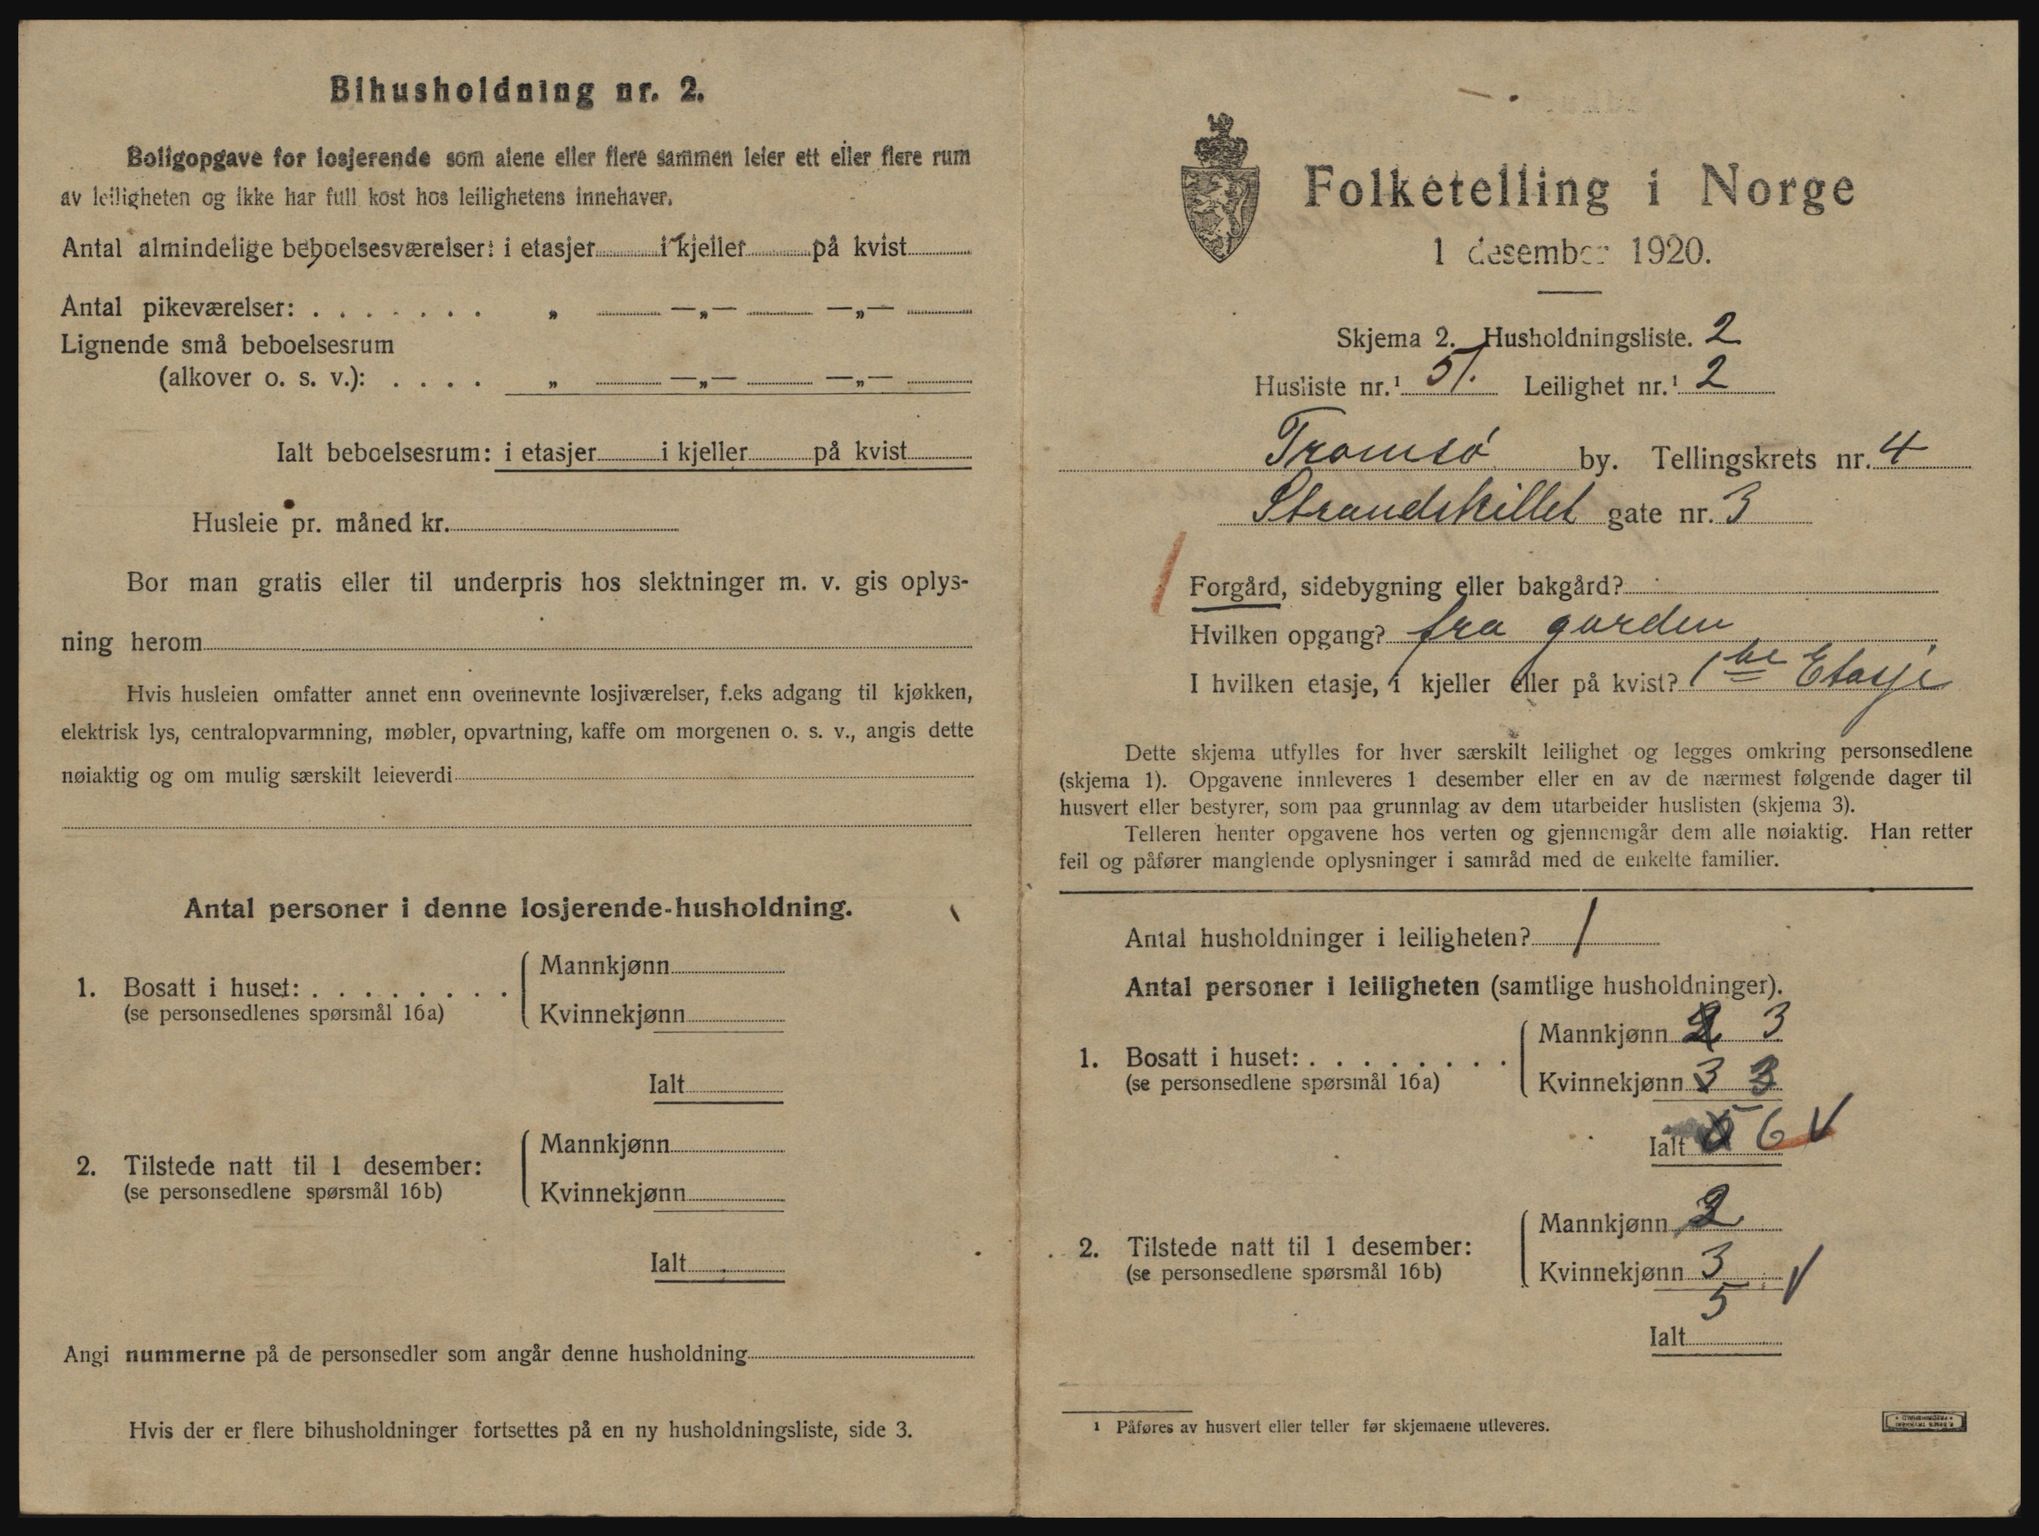 Bihusholdning nr. 2.
Boligopgave for losjerende som alene eller flere sammen leier ett eller flere rum
av leiligheten og ikke har full kost hos leilighetens innehaver.
Antal almindelige beboelsesværelser: i etasjer i kjeller på kvist
Antal pikeværelser: . . . . . . . „ —„— —„—
Lignende små beboelsesrum
(alkover o. s. v.): . . . . „ —„— —„—
Ialt beboelsesrum: i etasjer i kjeller på kvist
Husleie pr. måned kr.
Bor man gratis eller til underpris hos slektninger m. v. gis oplys-
ning herom
Hvis husleien omfatter annet enn ovennevnte losjiværelser, f.eks adgang til kjøkken,
elektrisk lys, centralopvarmning, møbler, opvartning, kaffe om morgenen o. s. v., angis dette
nøiaktig og om mulig særskilt leieverdi
Antal personer i denne losjerende-husholdning.
1. Bosatt i huset: . . . . . . . .
(se personsedlenes spørsmål 16a)
Mannkjønn
Kvinnekjønn
Ialt
2. Tilstede natt til 1 desember:
(se personsedlene spørsmål 16b)
Mannkjønn
Kvinnekjønn
Ialt
Angi nummerne på de personsedler som angår denne husholdning
Hvis der er flere bihusholdninger fortsettes på en ny husholdningsliste, side 3.
Folketelling i Norge
1 desember 1920.
Skjema 2. Husholdningsliste. 2
Husliste nr.¹ 51. Leilighet nr.¹ 2
Tromsø by. Tellingskrets nr. 4
Strandskillet gate nr. 3
Forgård, sidebygning eller bakgård?
Hvilken opgang? fra gården
I hvilken etasje, i kjeller eller på kvist? 1ste Etasje
Dette skjema utfylles for hver særskilt leilighet og legges omkring personsedlene
(skjema 1). Opgavene innleveres 1 desember eller en av de nærmest følgende dager til
husvert eller bestyrer, som paa grunnlag av dem utarbeider huslisten (skjema 3).
Telleren henter opgavene hos verten og gjennemgår dem alle nøiaktig. Han retter
feil og påfører manglende oplysninger i samråd med de enkelte familier.
Antal husholdninger i leiligheten? 1
Antal personer i leiligheten (samtlige husholdninger).
1. Bosatt i huset: . . . . . . . .
(se personsedlene spørsmål 16a)
Mannkjønn 2 3
Kvinnekjønn 3 3
Ialt 5 6
2. Tilstede natt til 1 desember:
(se personsedlene spørsmål 16b)
Mannkjønn 2
Kvinnekjønn 3
5
Ialt
¹ Påføres av husvert eller teller før skjemaene utleveres.